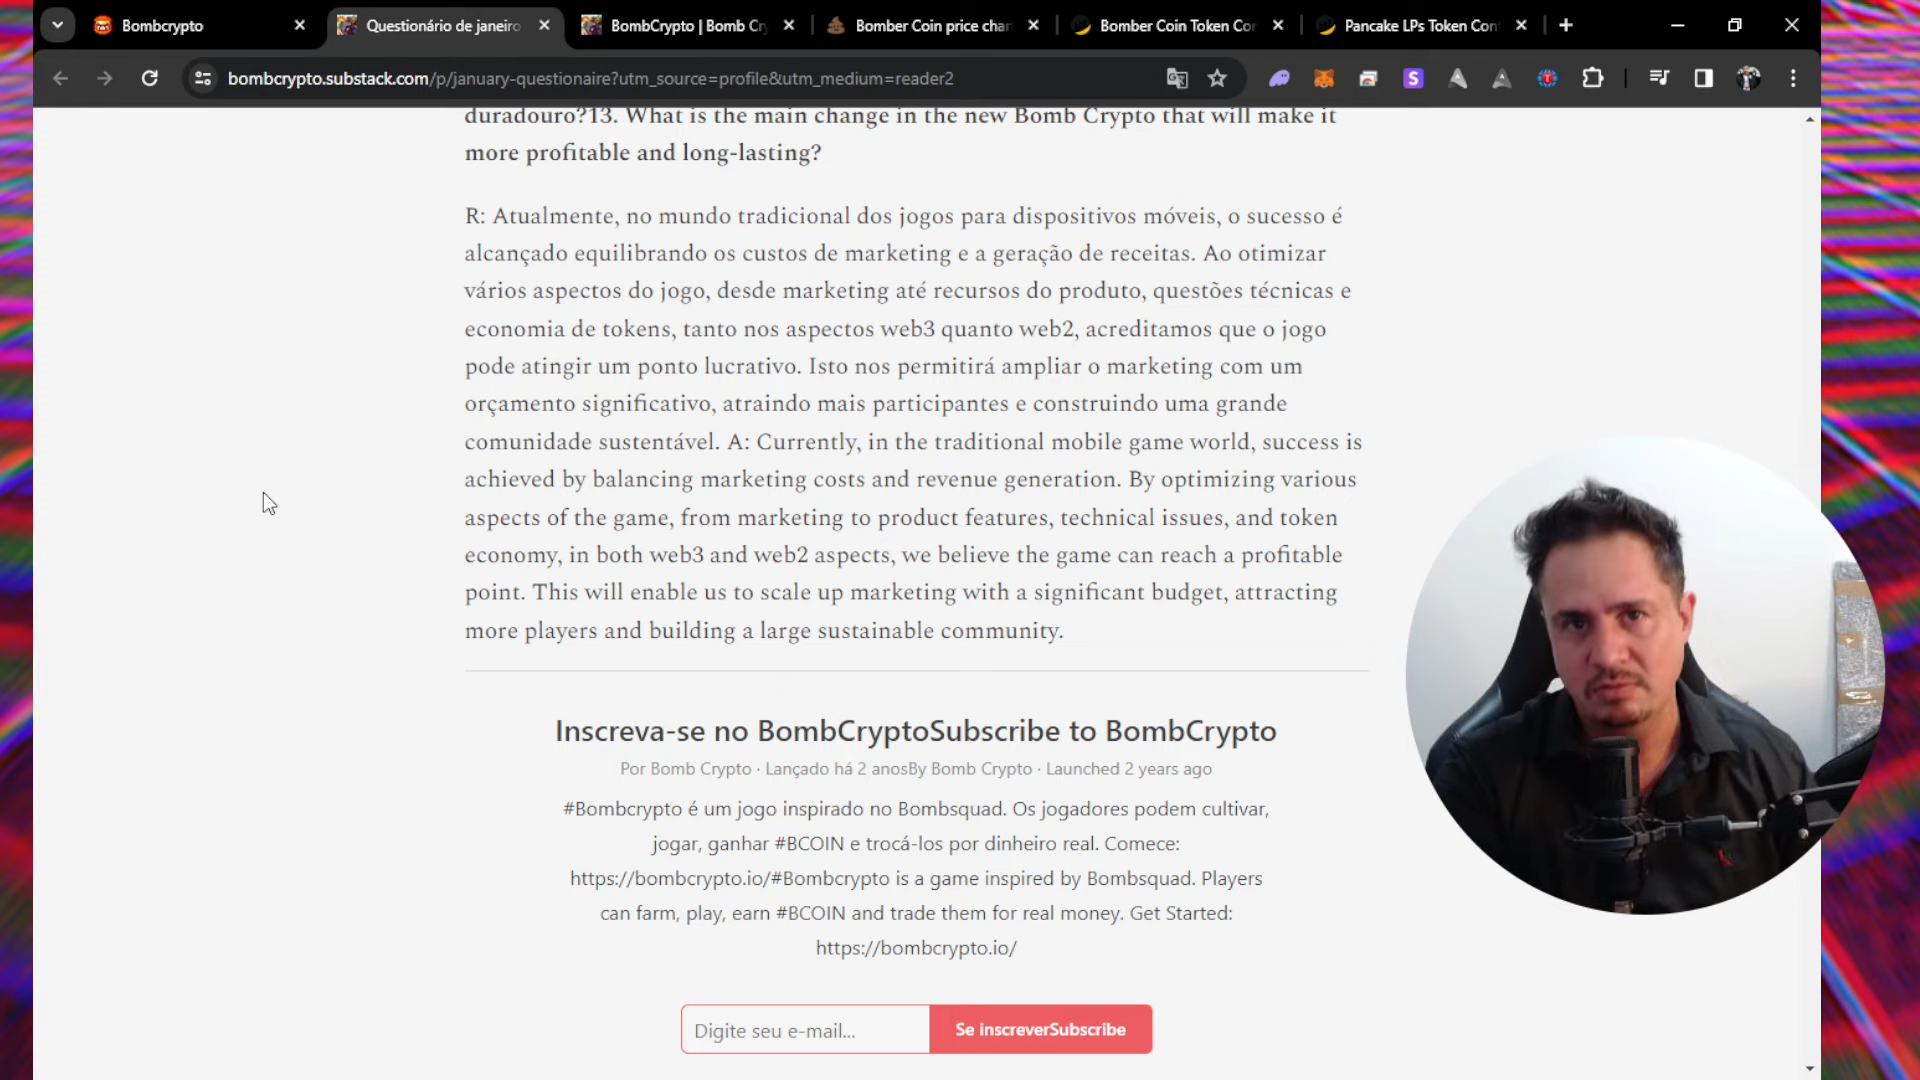 Bombcrypto
Questionário de janeiro
BombCrypto | Bomb Cr
Bomber Coin price char
Bomber Coin Token Co
Pancake LPs Token Con
bombcrypto.substack.com/p/january-questionaire?utm_source=profile&utm_medium=reader2
duradouro?13. What is the main change in the new Bomb Crypto that will make it
more profitable and long-lasting?
R: Atualmente, no mundo tradicional dos jogos para dispositivos móveis, o sucesso é
alcançado equilibrando os custos de marketing e a geração de receitas. Ao otimizar
vários aspectos do jogo, desde marketing até recursos do produto, questões técnicas e
economia de tokens, tanto nos aspectos web3 quanto web2, acreditamos que o jogo
pode atingir um ponto lucrativo. Isto nos permitirá ampliar o marketing com um
orçamento significativo, atraindo mais participantes e construindo uma grande
comunidade sustentável. A: Currently, in the traditional mobile game world, success is
achieved by balancing marketing costs and revenue generation. By optimizing various
aspects of the game, from marketing to product features, technical issues, and token
economy, in both web3 and web2 aspects, we believe the game can reach a profitable
point. This will enable us to scale up marketing with a significant budget, attracting
more players and building a large sustainable community.
Inscreva-se no BombCryptoSubscribe to BombCrypto
Por Bomb Crypto · Lançado há 2 anosBy Bomb Crypto · Launched 2 years ago
#Bombcrypto é um jogo inspirado no Bombsquad. Os jogadores podem cultivar,
jogar, ganhar #BCOIN e trocá-los por dinheiro real. Comece:
https://bombcrypto.io/#Bombcrypto is a game inspired by Bombsquad. Players
can farm, play, earn #BCOIN and trade them for real money. Get Started:
https://bombcrypto.io/
Digite seu e-mail...
Se inscreverSubscribe